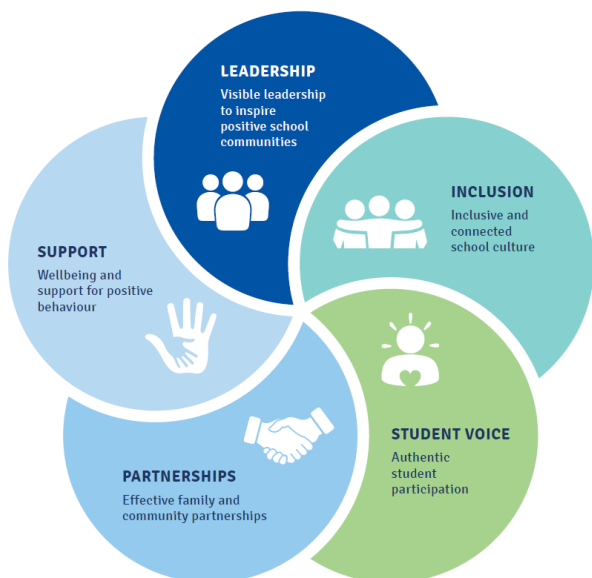 LEADERSHIP
Visible leadership
to inspire
positive school
communities
INCLUSION
Inclusive and
connected
school culture
STUDENT VOICE
Authentic
student
participation
PARTNERSHIPS
Effective family and
community partnerships
SUPPORT
Wellbeing and
support for positive
behaviour